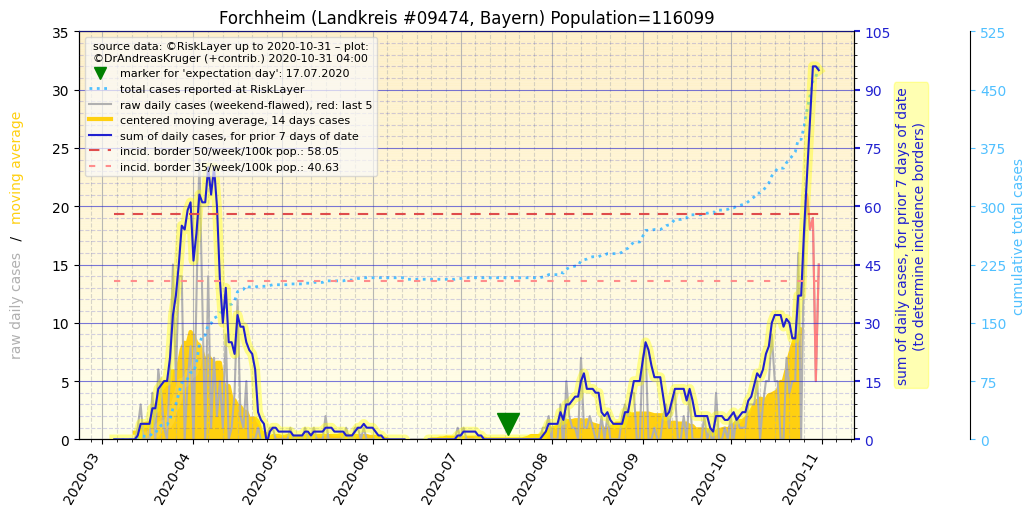 Forchheim (Landkreis #09474, Bayern) Population=116099
source data: ©RiskLayer up to 2020-10-31 – plot:
©DrAndreasKruger (+contrib.) 2020-10-31 04:00
marker for 'expectation day': 17.07.2020
total cases reported at RiskLayer
raw daily cases (weekend-flawed), red: last 5
centered moving average, 14 days cases
sum of daily cases, for prior 7 days of date
incid. border 50/week/100k pop.: 58.05
incid. border 35/week/100k pop.: 40.63
raw daily cases / moving average
35
30
25
20
15
10
5
0
2020-03
2020-04
2020-05
2020-06
2020-07
2020-08
2020-09
2020-10
2020-11
105
90
75
60
45
30
15
0
sum of daily cases, for prior 7 days of date
(to determine incidence borders)
525
450
375
300
225
150
75
0
cumulative total cases